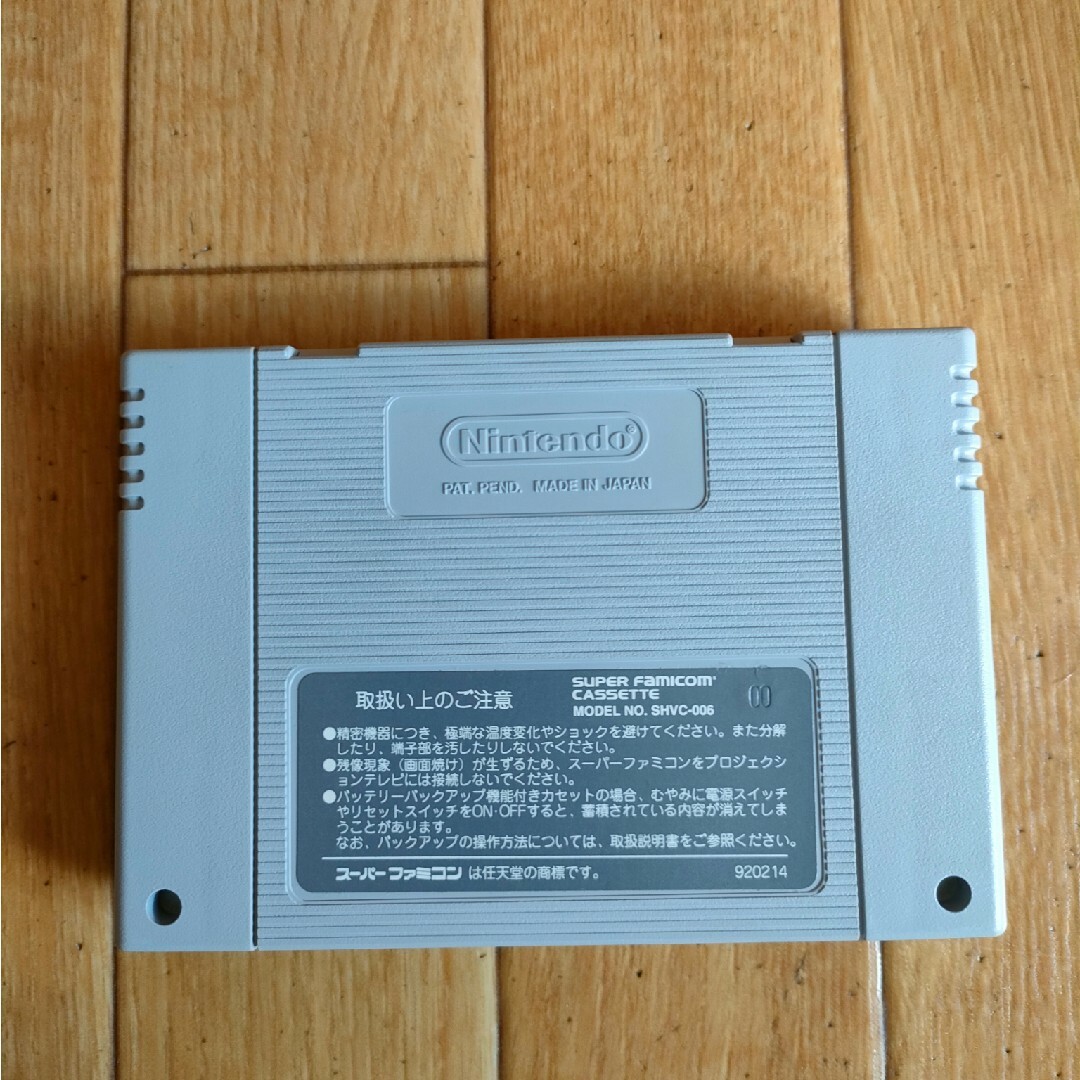 Nintendo®
PAT. PEND. MADE IN JAPAN
取扱い上のご注意
SUPER FAMICOM
CASSETTE
MODEL NO. SHVC-006
00
●精密機器につき、極端な温度変化やショックを避けてください。また分解
したり、端子部を汚したりしないでください。
●残像現象（画面焼け）が生ずるため、スーパーファミコンをプロジェクシ
ョンテレビには接続しないでください。
●バッテリーバックアップ機能付きカセットの場合、むやみに電源スイッチ
やリセットスイッチをON·OFFすると、蓄積されている内容が消えてしま
うことがあります。
なお、バックアップの操作方法については、取扱説明書をご参照ください。
スーパーファミコン は任天堂の商標です。
920214